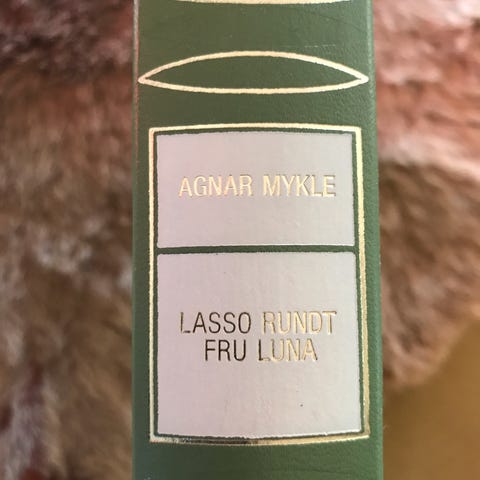 AGNAR MYKLE
LASSO RUNDT
FRU LUNA